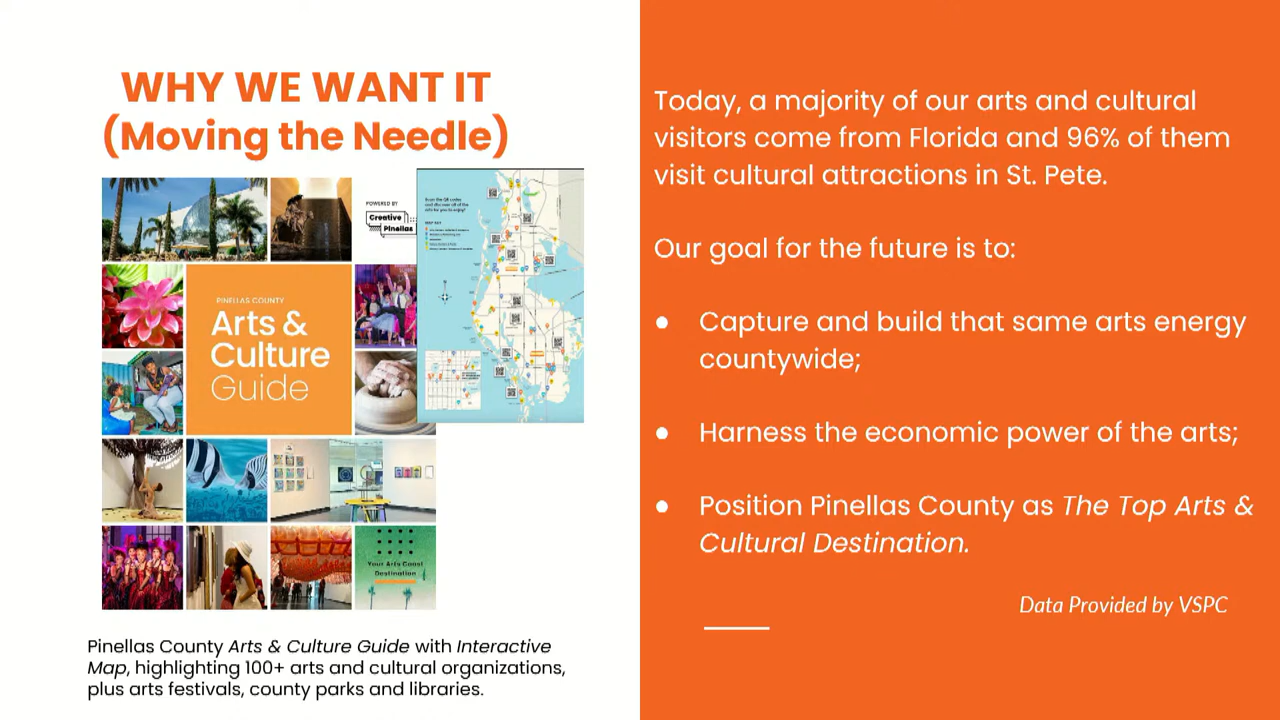 WHY WE WANT IT
(Moving the Needle)
POWERED BY
Creative
Pinellas
PINELLAS COUNTY
Arts &
Culture
Guide
Your Arts Coast
Destination
Pinellas County Arts & Culture Guide with Interactive
Map, highlighting 100+ arts and cultural organizations,
plus arts festivals, county parks and libraries.
Today, a majority of our arts and cultural
visitors come from Florida and 96% of them
visit cultural attractions in St. Pete.
Our goal for the future is to:
● Capture and build that same arts energy
countywide;
● Harness the economic power of the arts;
● Position Pinellas County as The Top Arts &
Cultural Destination.
Data Provided by VSPC